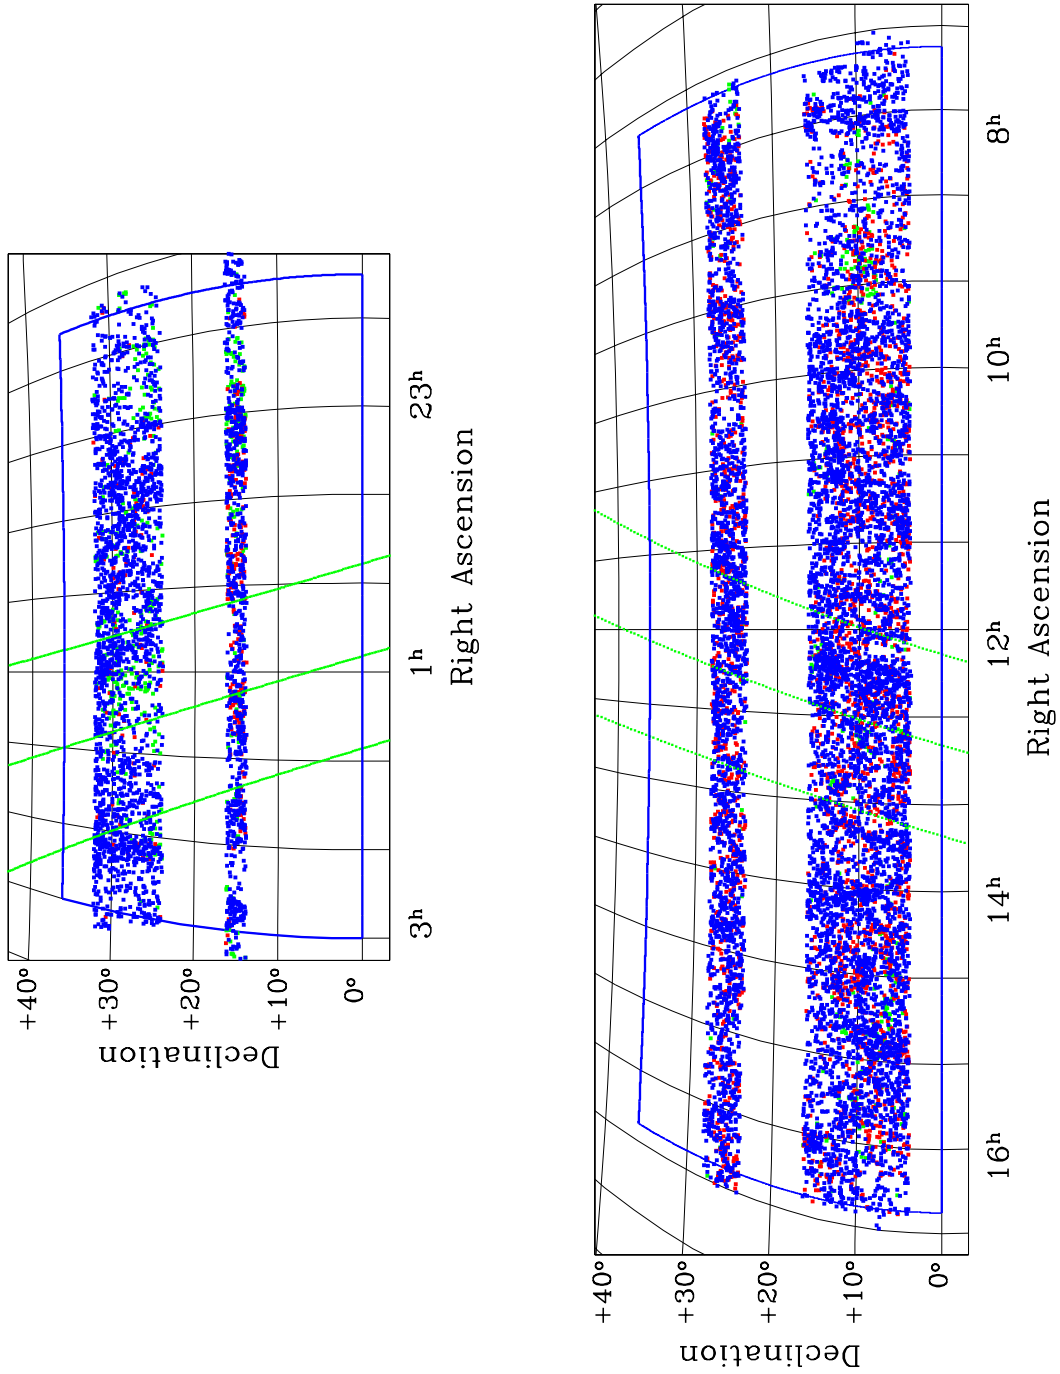 +40°
+30°
+20°
+10°
0°
Declination
23ʰ
1ʰ
3ʰ
Right Ascension
+40°
+30°
+20°
+10°
0°
Declination
8ʰ
10ʰ
12ʰ
14ʰ
16ʰ
Right Ascension